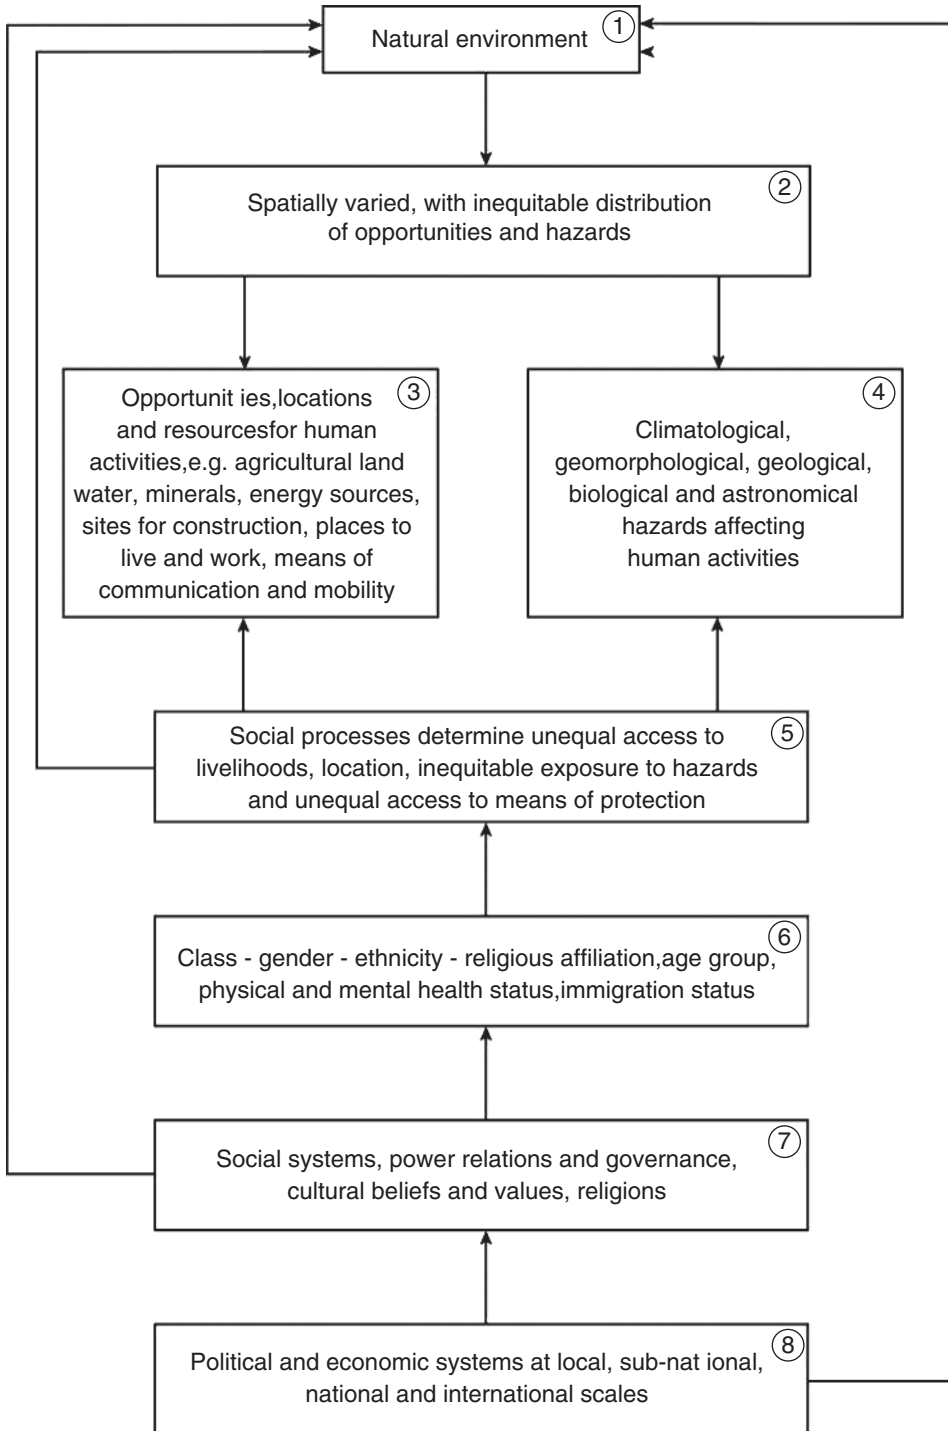 Natural environment
1
2
Spatially varied, with inequitable distribution
of opportunities and hazards
3
Opportunit ies,locations
and resourcesfor human
activities,e.g. agricultural land
water, minerals, energy sources,
sites for construction, places to
live and work, means of
communication and mobility
4
Climatological,
geomorphological, geological,
biological and astronomical
hazards affecting
human activities
5
Social processes determine unequal access to
livelihoods, location, inequitable exposure to hazards
and unequal access to means of protection
6
Class - gender - ethnicity - religious affiliation,age group,
physical and mental health status,immigration status
7
Social systems, power relations and governance,
cultural beliefs and values, religions
8
Political and economic systems at local, sub-nat ional,
national and international scales